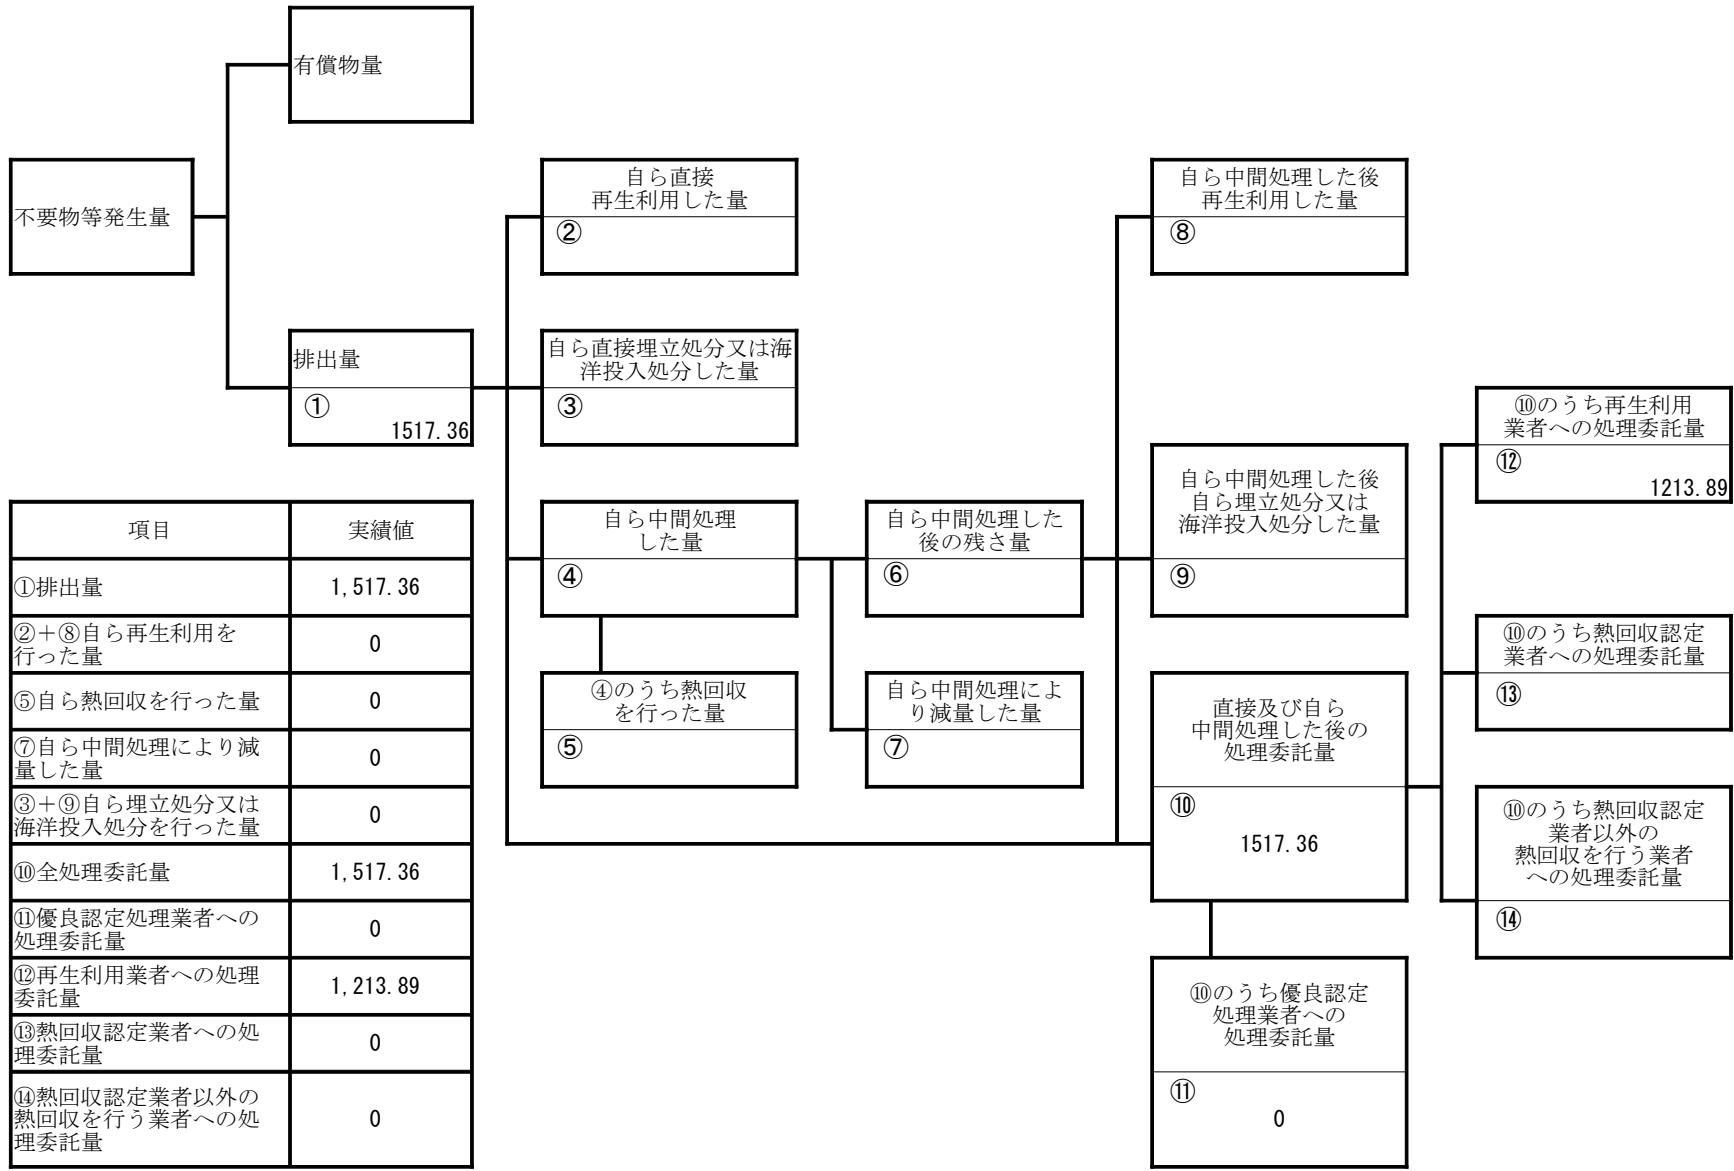 有償物量
不要物等発生量
自ら直接
再生利用した量
②
自ら中間処理した後
再生利用した量
⑧
排出量
①
1517.36
自ら直接埋立処分又は海
洋投入処分した量
③
⑩のうち再生利用
業者への処理委託量
⑫
1213.89
自ら中間処理
した量
④
自ら中間処理した
後の残さ量
⑥
自ら中間処理した後
自ら埋立処分又は
海洋投入処分した量
⑨
⑩のうち熱回収認定
業者への処理委託量
⑬
④のうち熱回収
を行った量
⑤
自ら中間処理によ
り減量した量
⑦
直接及び自ら
中間処理した後の
処理委託量
⑩
1517.36
⑩のうち熱回収認定
業者以外の
熱回収を行う業者
への処理委託量
⑭
⑩のうち優良認定
処理業者への
処理委託量
⑪
0
項目 実績値
①排出量 1,517.36
②＋⑧自ら再生利用を
行った量 0
⑤自ら熱回収を行った量 0
⑦自ら中間処理により減
量した量 0
③＋⑨自ら埋立処分又は
海洋投入処分を行った量 0
⑩全処理委託量 1,517.36
⑪優良認定処理業者への
処理委託量 0
⑫再生利用業者への処理
委託量 1,213.89
⑬熱回収認定業者への処
理委託量 0
⑭熱回収認定業者以外の
熱回収を行う業者への処
理委託量 0